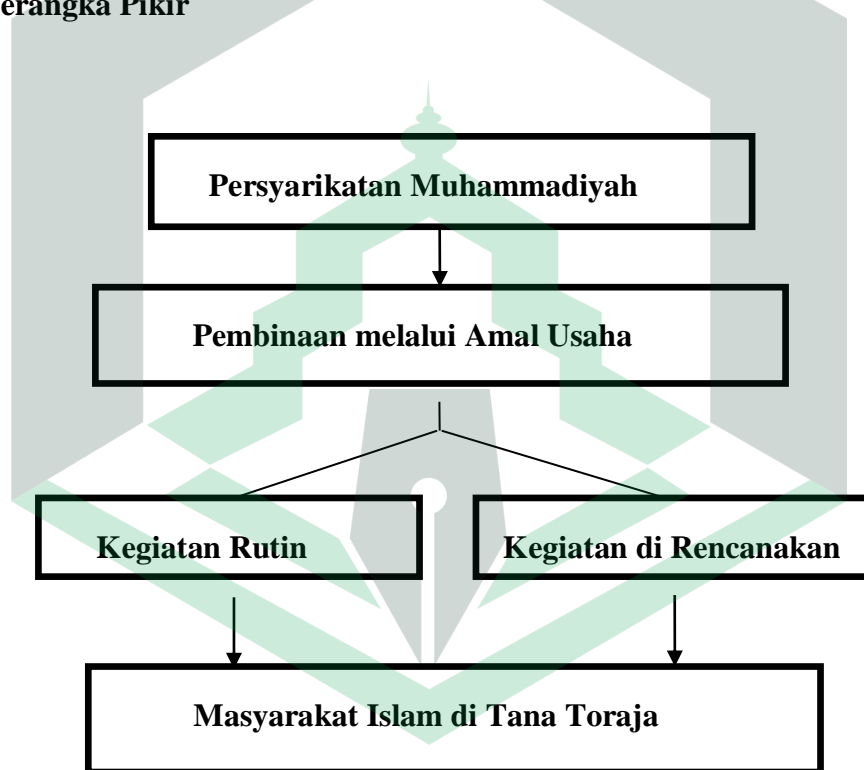 erangka Pikir
Persyarikatan Muhammadiyah
Pembinaan melalui Amal Usaha
Kegiatan Rutin
Kegiatan di Rencanakan
Masyarakat Islam di Tana Toraja